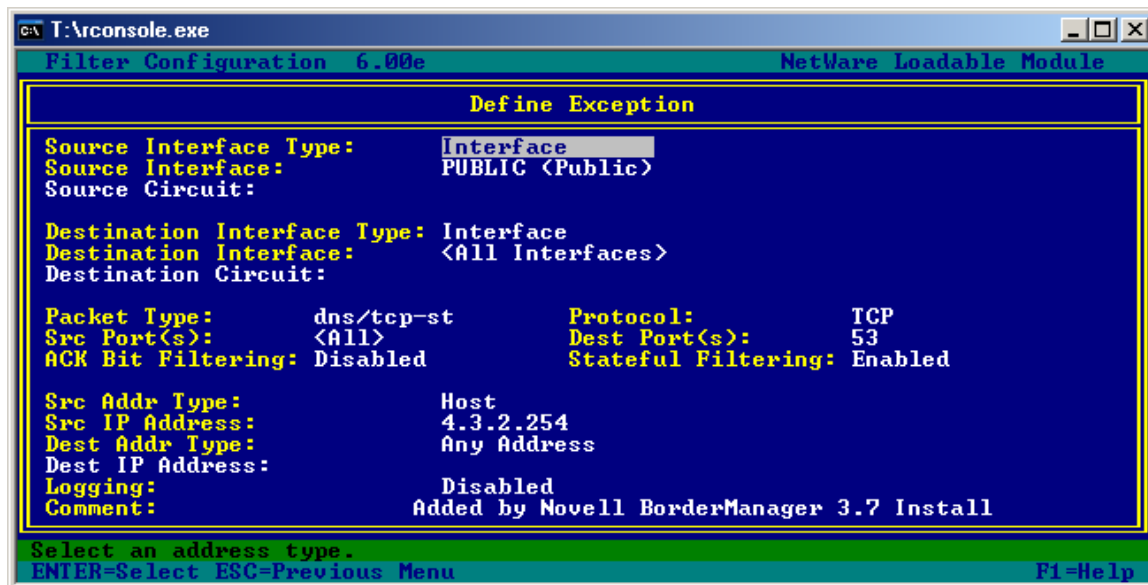 T:\rconsole.exe
Filter Configuration 6.00e NetWare Loadable Module
Define Exception
Source Interface Type: Interface
Source Interface: PUBLIC <Public>
Source Circuit:
Destination Interface Type: Interface
Destination Interface: <All Interfaces>
Destination Circuit:
Packet Type: dns/tcp-st Protocol: TCP
Src Port(s): <All> Dest Port(s): 53
ACK Bit Filtering: Disabled Stateful Filtering: Enabled
Src Addr Type: Host
Src IP Address: 4.3.2.254
Dest Addr Type: Any Address
Dest IP Address:
Logging: Disabled
Comment: Added by Novell BorderManager 3.7 Install
Select an address type.
ENTER=Select ESC=Previous Menu F1=Help